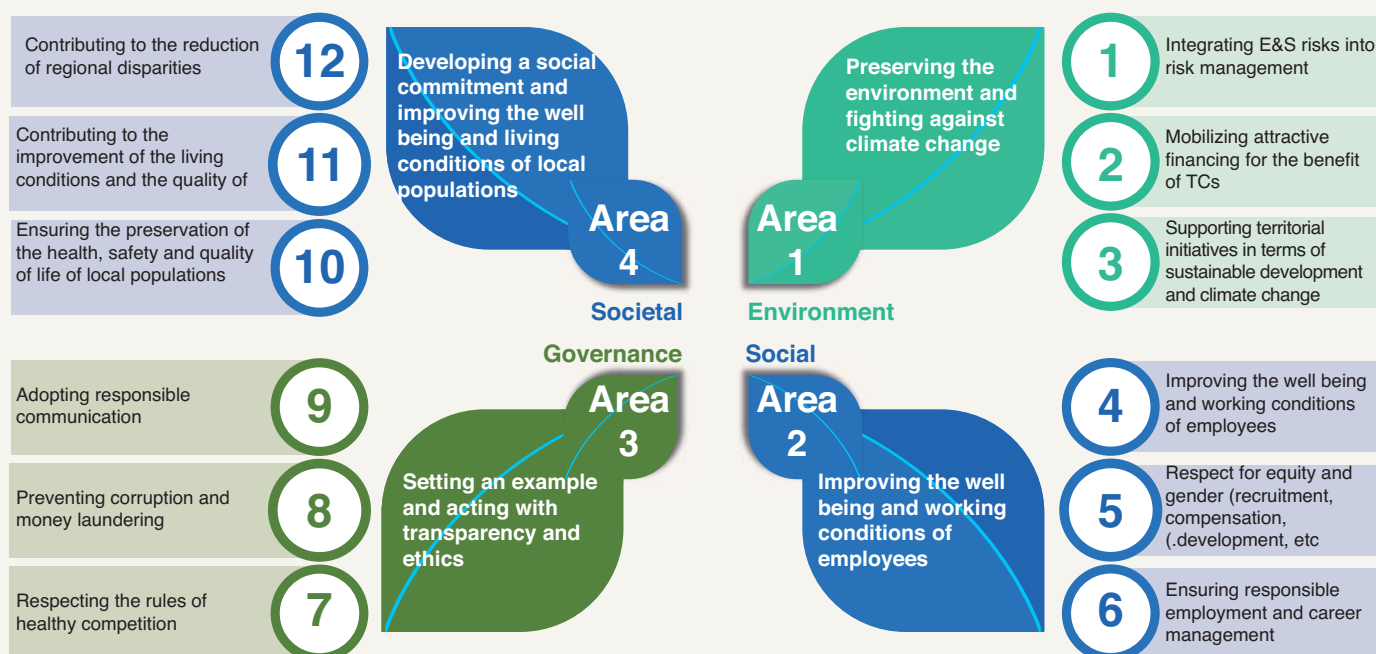 Contributing to the reduction
of regional disparities
12
Contributing to the
improvement of the living
conditions and the quality of
11
Ensuring the preservation of
the health, safety and quality
of life of local populations
10
Developing a social
commitment and
improving the well
being and living
conditions of local
populations
Area
4
Societal
Preserving the
environment and
fighting against
climate change
Area
1
Environment
1
Integrating E&S risks into
risk management
2
Mobilizing attractive
financing for the benefit
of TCs
3
Supporting territorial
initiatives in terms of
sustainable development
and climate change
Governance
Area
3
Setting an example
and acting with
transparency and
ethics
Adopting responsible
communication
9
Preventing corruption and
money laundering
8
Respecting the rules of
healthy competition
7
Social
Area
2
Improving the well
being and working
conditions of
employees
4
Improving the well being
and working conditions
of employees
5
Respect for equity and
gender (recruitment,
compensation,
(.development, etc
6
Ensuring responsible
employment and career
management